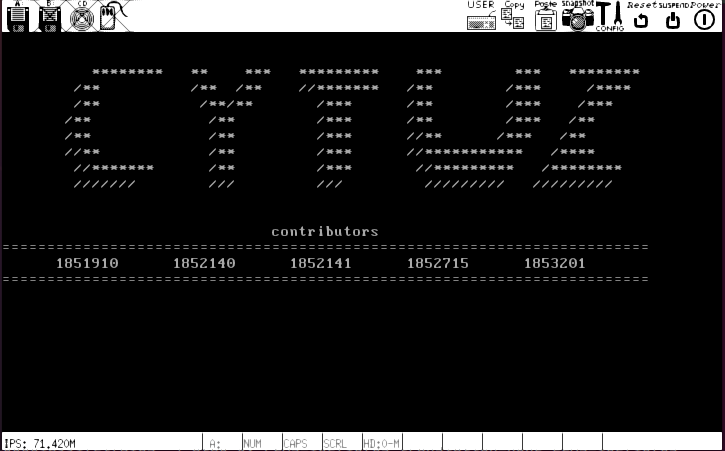 A: B: CD USER Copy Paste snapshot CONFIG Reset SUSPEND Power
CYTUZ
contributors
1851910 1852140 1852141 1852715 1853201
IPS: 71.420M A: NUM CAPS SCRL HD:0-M